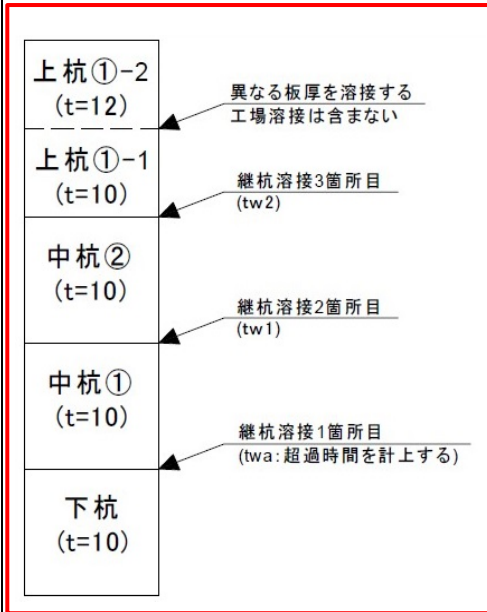 上杭①-2
(t=12)
異なる板厚を溶接する
工場溶接は含まない
上杭①-1
(t=10)
継杭溶接3箇所目
(tw2)
中杭②
(t=10)
継杭溶接2箇所目
(tw1)
中杭①
(t=10)
継杭溶接1箇所目
(twa:超過時間を計上する)
下杭
(t=10)